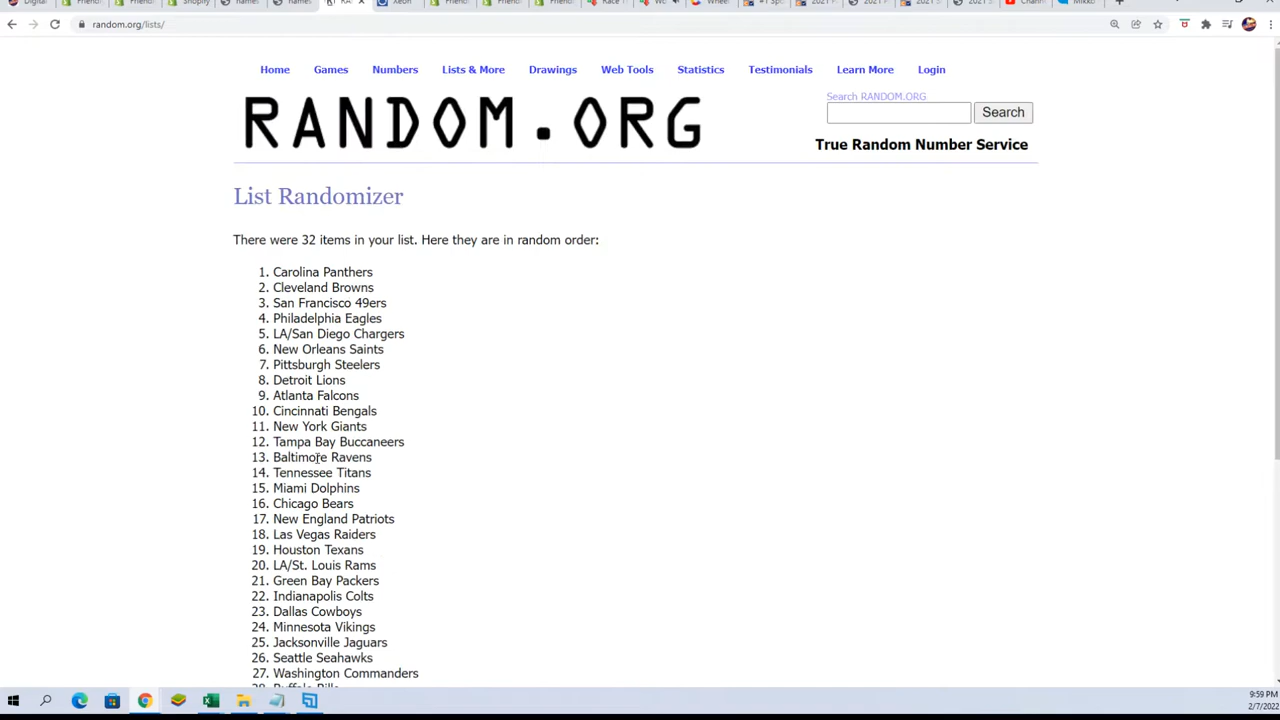 random.org/lists/
Home Games Numbers Lists & More Drawings Web Tools Statistics Testimonials Learn More Login
Search RANDOM.ORG
RANDOM.ORG
Search
True Random Number Service
List Randomizer
There were 32 items in your list. Here they are in random order:
1. Carolina Panthers
2. Cleveland Browns
3. San Francisco 49ers
4. Philadelphia Eagles
5. LA/San Diego Chargers
6. New Orleans Saints
7. Pittsburgh Steelers
8. Detroit Lions
9. Atlanta Falcons
10. Cincinnati Bengals
11. New York Giants
12. Tampa Bay Buccaneers
13. Baltimore Ravens
14. Tennessee Titans
15. Miami Dolphins
16. Chicago Bears
17. New England Patriots
18. Las Vegas Raiders
19. Houston Texans
20. LA/St. Louis Rams
21. Green Bay Packers
22. Indianapolis Colts
23. Dallas Cowboys
24. Minnesota Vikings
25. Jacksonville Jaguars
26. Seattle Seahawks
27. Washington Commanders
28. Buffalo Bills
9:59 PM
2/7/2022